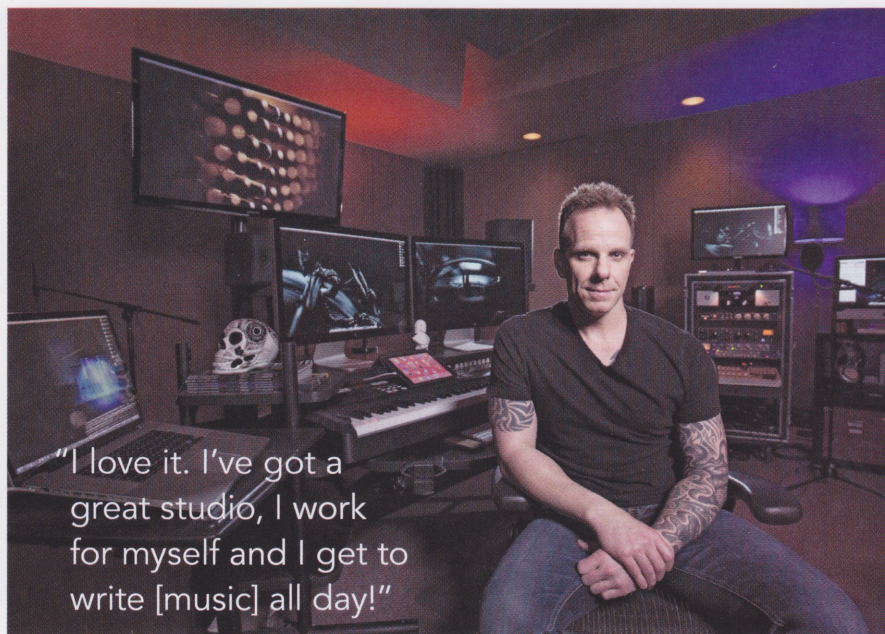 “I love it. I’ve got a
great studio, I work
for myself and I get to
write [music] all day!”